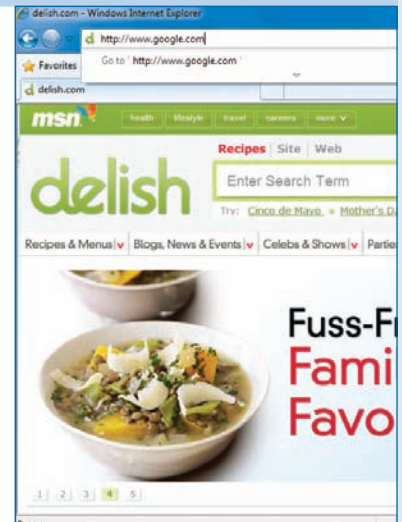 delish.com - Windows Internet Explorer
http://www.google.com
Favorites
Go to ' http://www.google.com '
delish.com
msn
health lifestyle travel careers more
Recipes | Site | Web
delish
Enter Search Term
Try: Cinco de Mayo • Mother's D
Recipes & Menus | v Blogs, News & Events | v Celebs & Shows | v Partie
Fuss-F
Fami
Favo
1 2 3 4 5